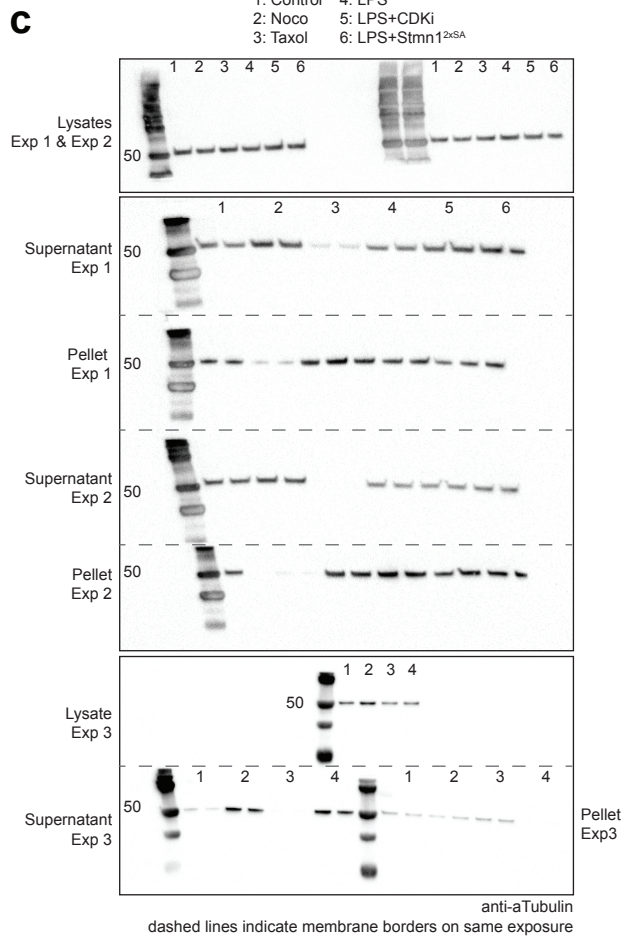 c
1: Control 4: LPS
2: Noco 5: LPS+CDKi
3: Taxol 6: LPS+Stmn1²ˣˢᴬ
1 2 3 4 5 6 1 2 3 4 5 6
Lysates
Exp 1 & Exp 2
50
1 2 3 4 5 6
Supernatant
Exp 1
50
Pellet
Exp 1
50
Supernatant
Exp 2
50
Pellet
Exp 2
50
1 2 3 4
Lysate
Exp 3
50
1 2 3 4 1 2 3 4
Supernatant
Exp 3
50
Pellet
Exp3
anti-aTubulin
dashed lines indicate membrane borders on same exposure